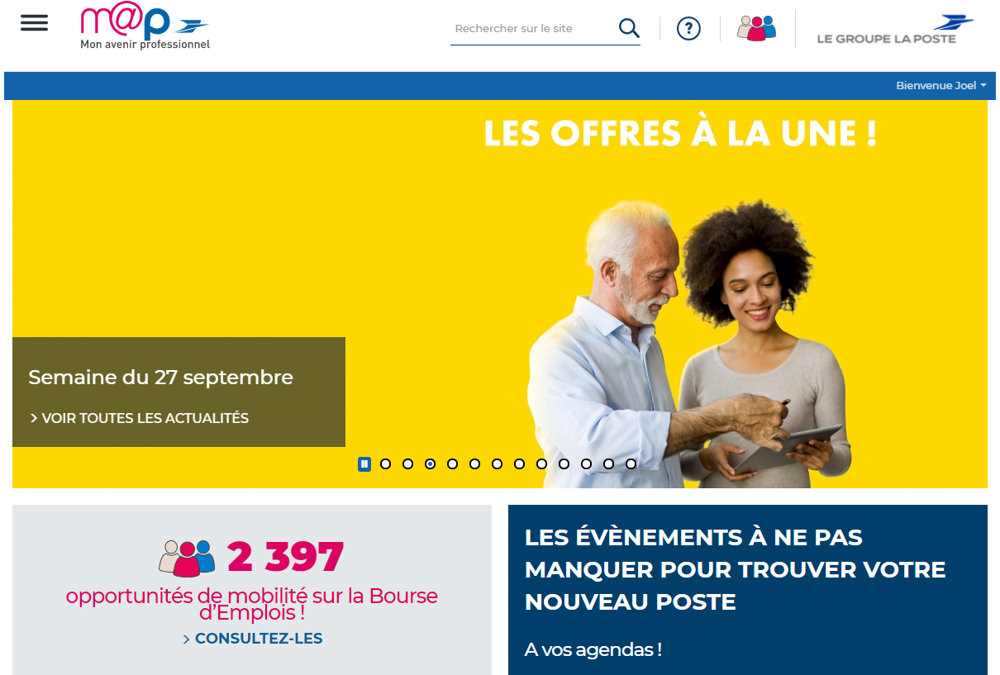 m@p
Mon avenir professionnel
Rechercher sur le site
?
LE GROUPE LA POSTE
Bienvenue Joel
LES OFFRES À LA UNE !
Semaine du 27 septembre
> VOIR TOUTES LES ACTUALITÉS
2 397
opportunités de mobilité sur la Bourse
d'Emplois !
> CONSULTEZ-LES
LES ÉVÈNEMENTS À NE PAS
MANQUER POUR TROUVER VOTRE
NOUVEAU POSTE
A vos agendas !